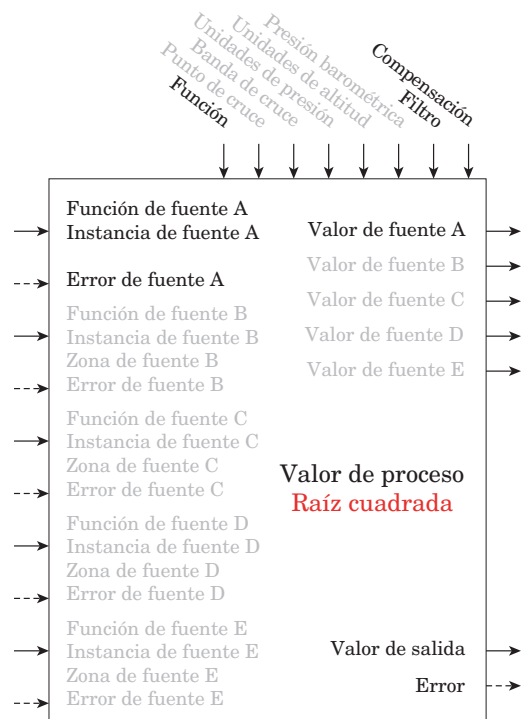 Función
Punto de cruce
Banda de cruce
Unidades de presión
Unidades de altitud
Presión barométrica
Filtro
Compensación
Función de fuente A
Instancia de fuente A
Error de fuente A
Función de fuente B
Instancia de fuente B
Zona de fuente B
Error de fuente B
Función de fuente C
Instancia de fuente C
Zona de fuente C
Error de fuente C
Función de fuente D
Instancia de fuente D
Zona de fuente D
Error de fuente D
Función de fuente E
Instancia de fuente E
Zona de fuente E
Error de fuente E
Valor de fuente A
Valor de fuente B
Valor de fuente C
Valor de fuente D
Valor de fuente E
Valor de proceso
Raíz cuadrada
Valor de salida
Error